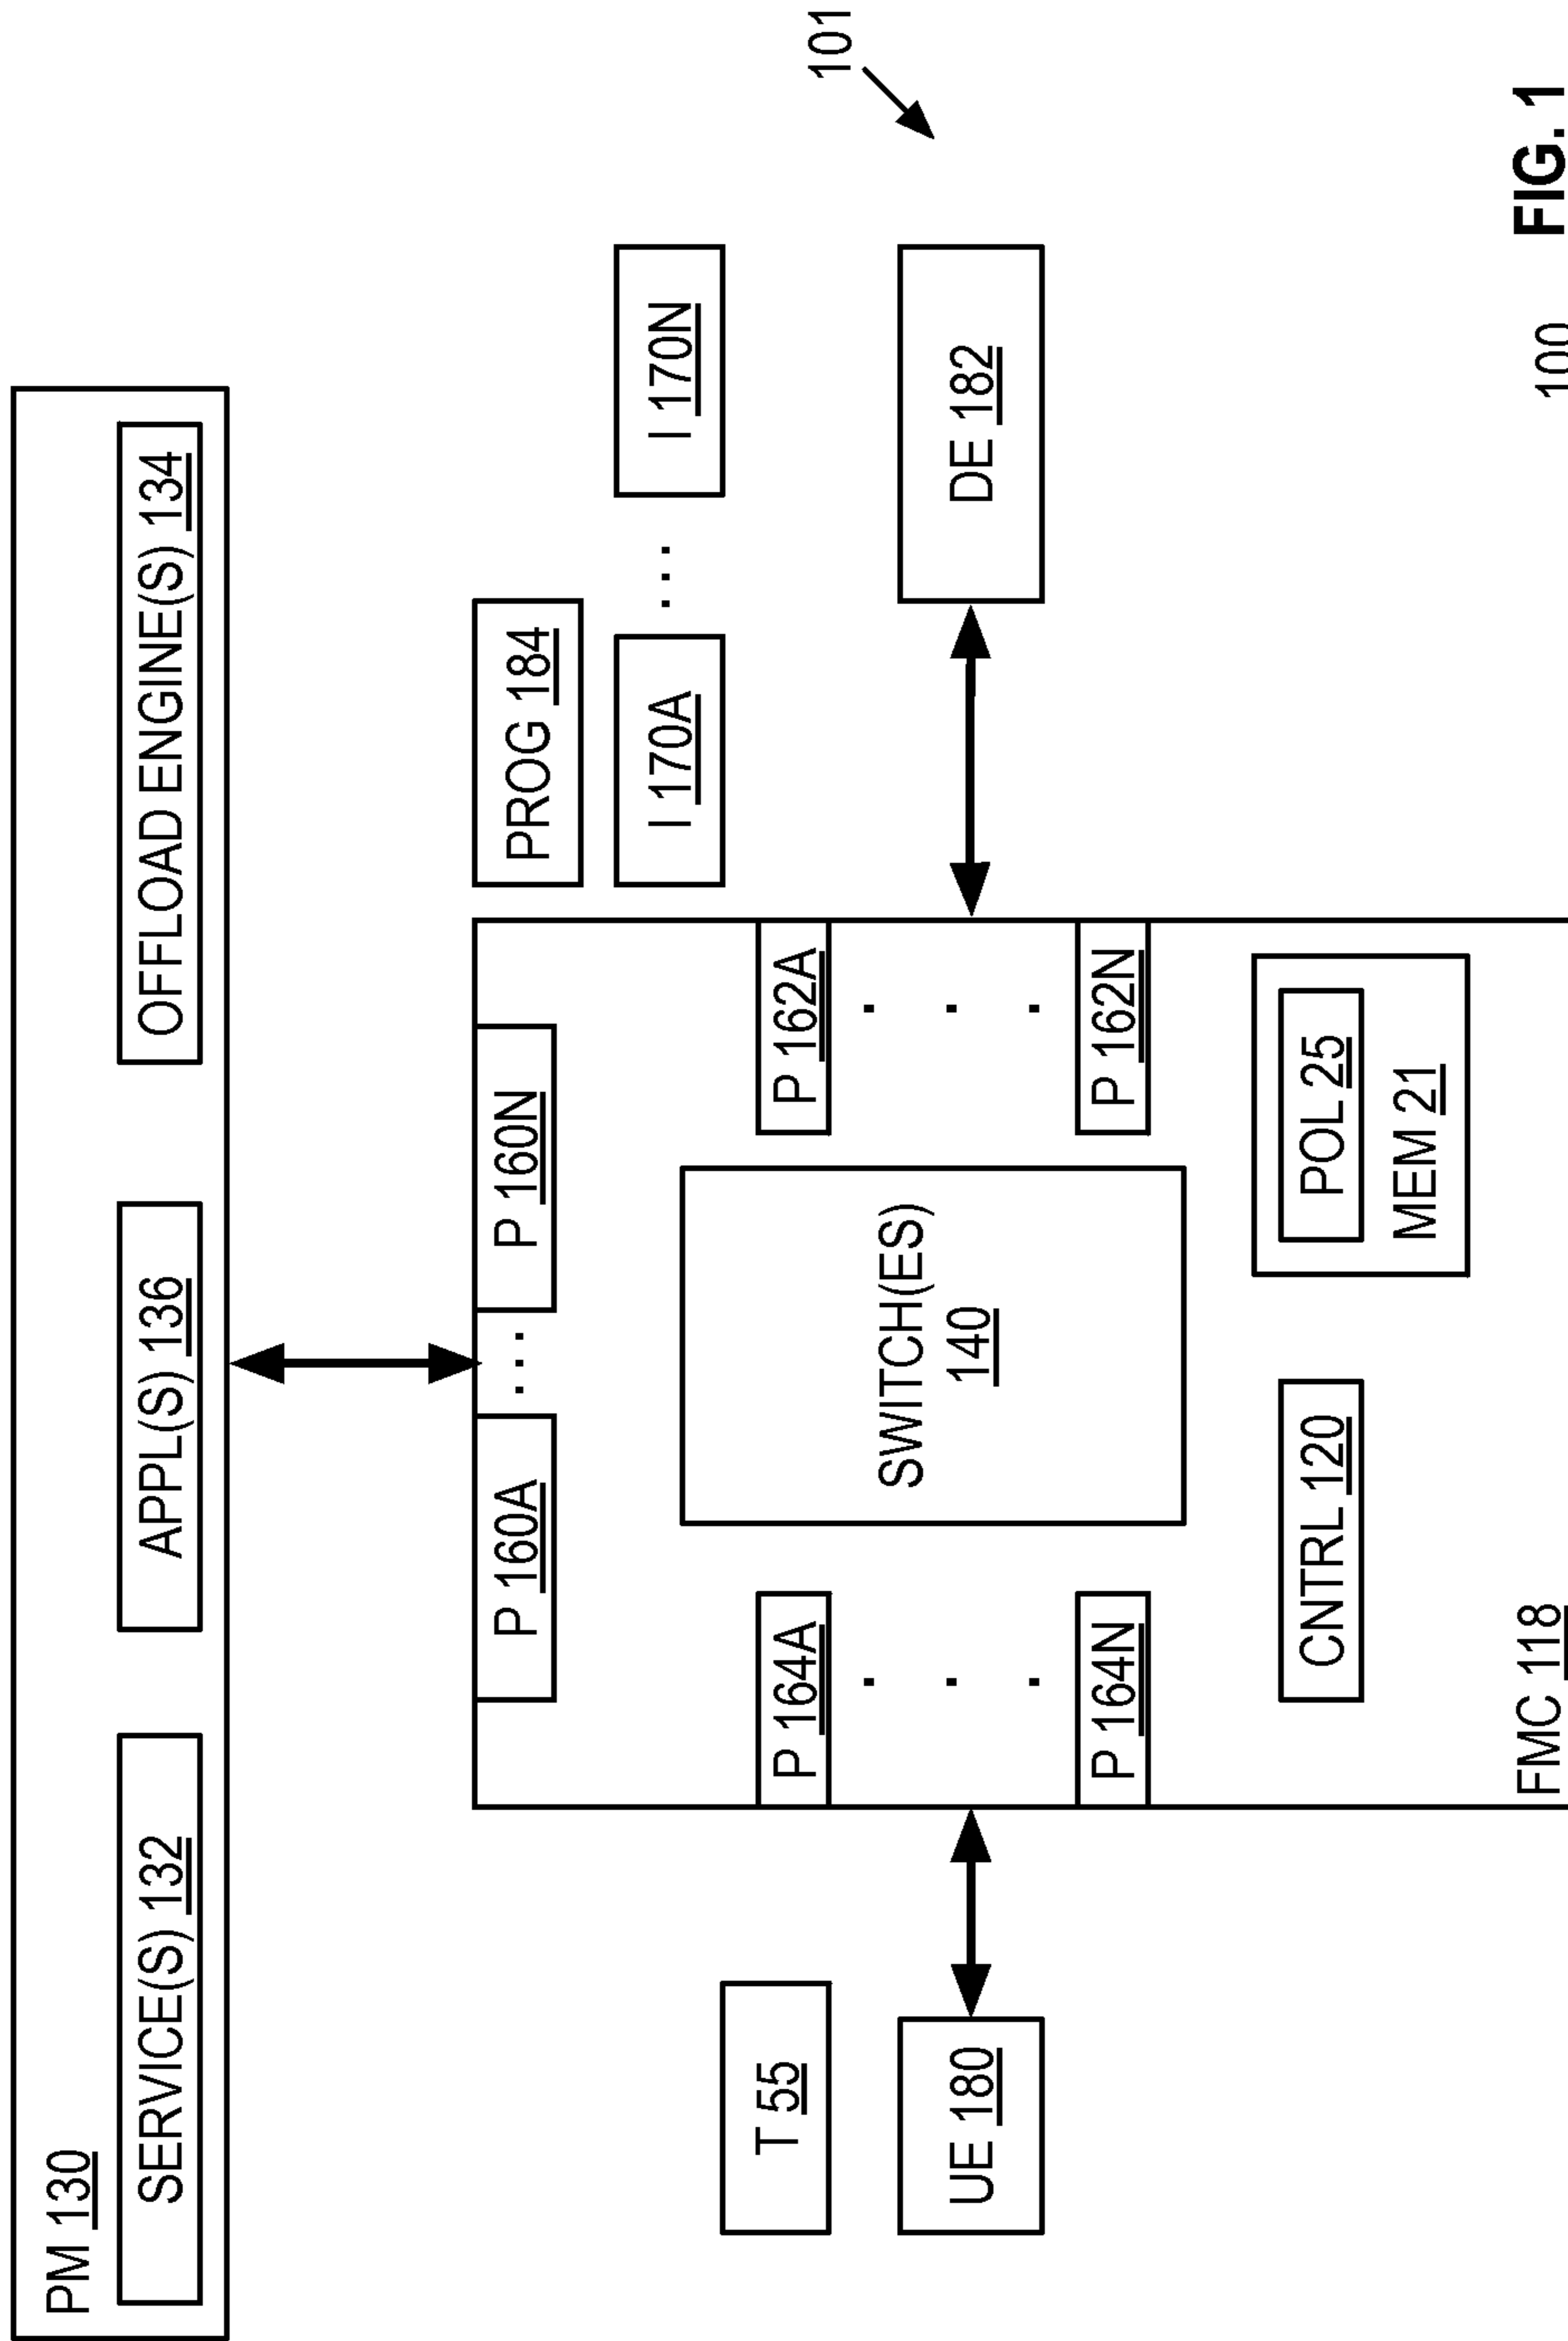 PM 130
SERVICE(S) 132
APPL(S) 136
OFFLOAD ENGINE(S) 134
P 160A
. . .
P 160N
PROG 184
I 170A
. . .
I 170N
T 55
P 164A
.
.
.
P 164N
SWITCH(ES)
140
P 162A
.
.
.
P 162N
UE 180
DE 182
101
CNTRL 120
POL 25
MEM 21
FMC 118
100
FIG. 1